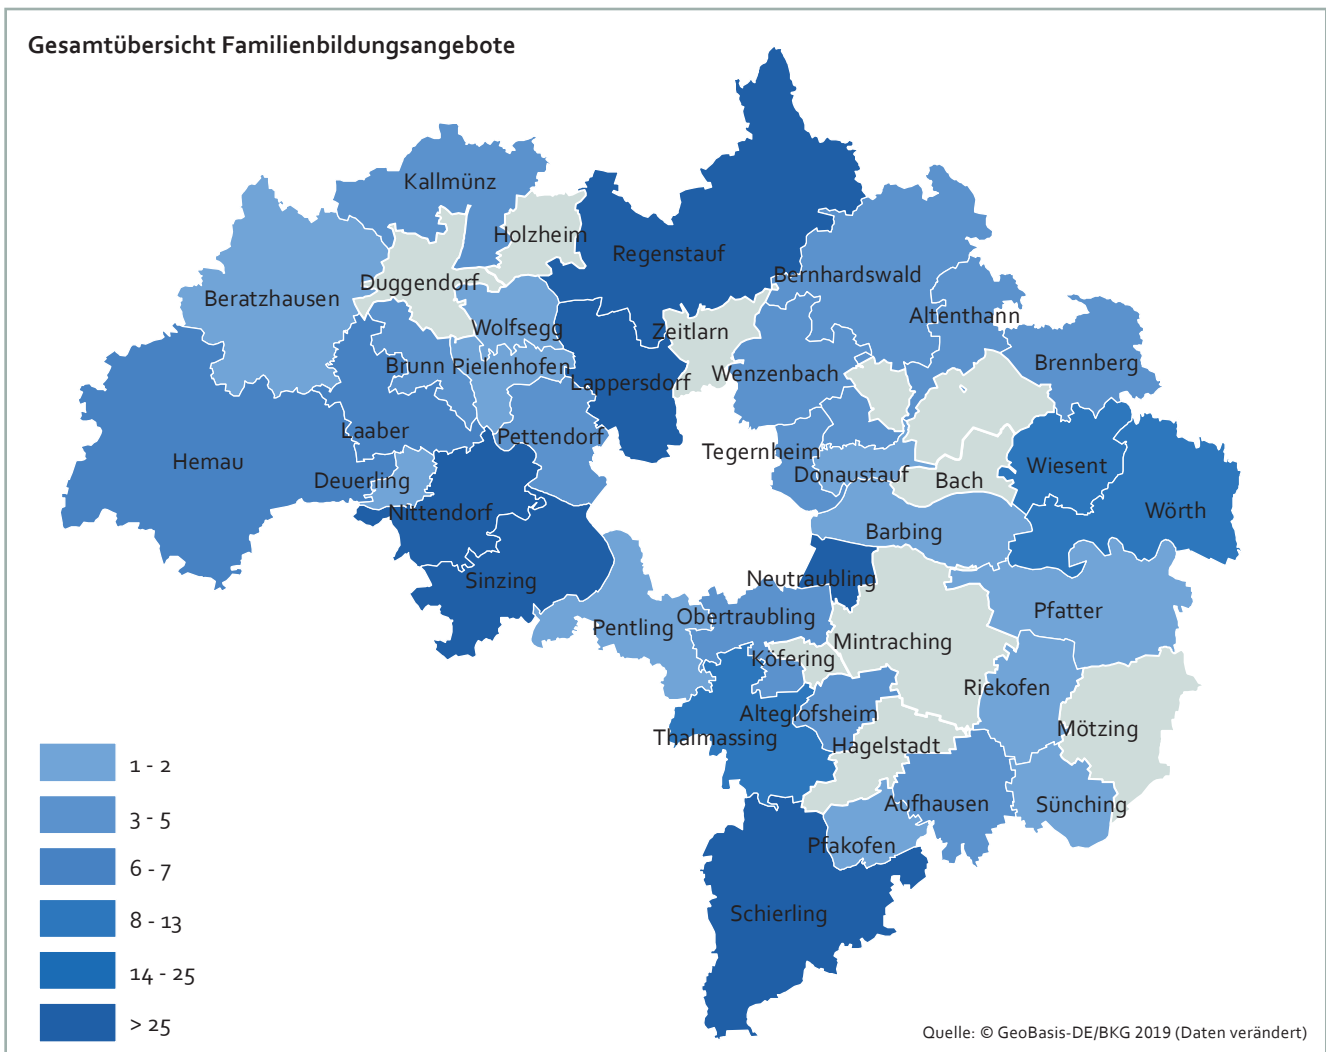 Gesamtübersicht Familienbildungsangebote
Kallmünz
Holzheim
Regenstauf
Duggendorf
Bernhardswald
Beratzhausen
Altenthann
Wolfsegg
Zeitlarn
Brunn
Pielenhofen
Lappersdorf
Wenzenbach
Brennberg
Laaber
Pettendorf
Tegernheim
Hemau
Deuerling
Donaustauf
Bach
Wiesent
Nittendorf
Wörth
Barbing
Sinzing
Neutraubling
Pfatter
Pentling
Obertraubling
Mintraching
Köfering
Riekofen
Alteglofsheim
Thalmassing
Hagelstadt
Mötzing
Aufhausen
Sünching
Pfakofen
Schierling
1 - 2
3 - 5
6 - 7
8 - 13
14 - 25
> 25
Quelle: © GeoBasis-DE/BKG 2019 (Daten verändert)